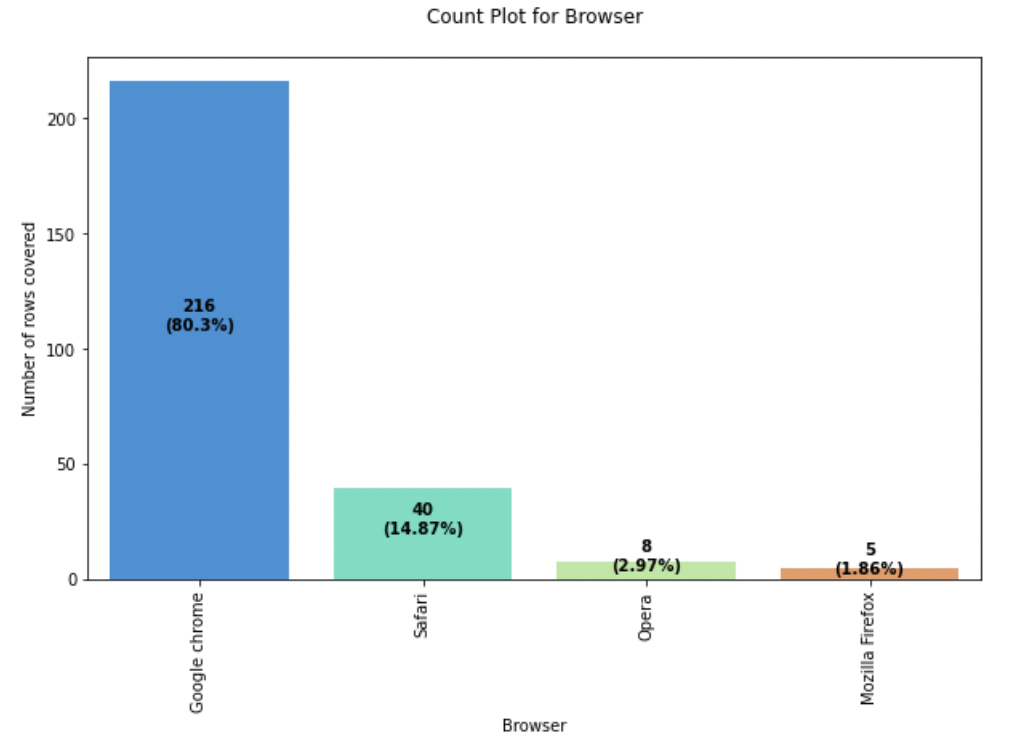 Count Plot for Browser
Number of rows covered
200
150
100
50
0
216
(80.3%)
40
(14.87%)
8
(2.97%)
5
(1.86%)
Google chrome
Safari
Opera
Mozilla Firefox
Browser